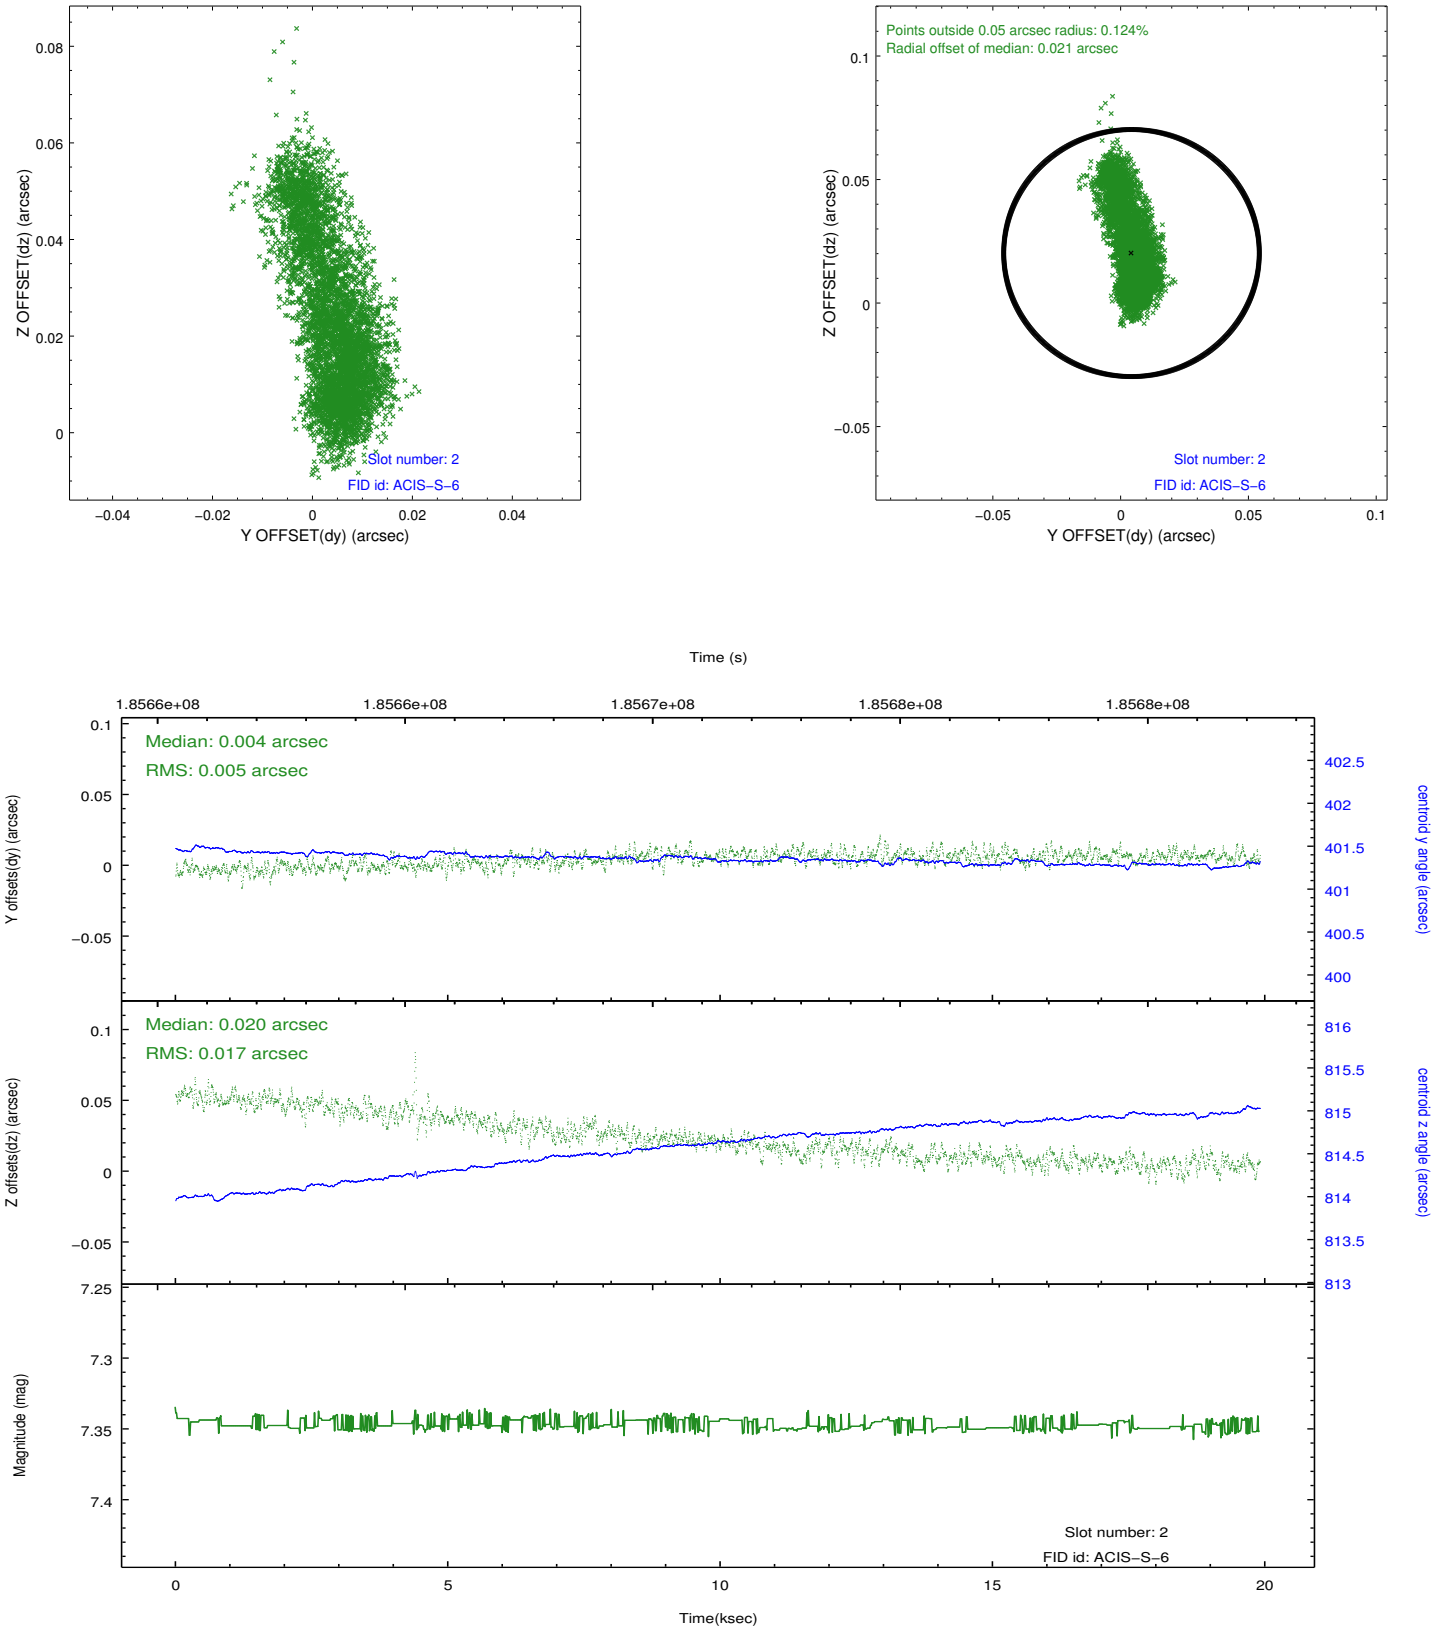 0.08
0.06
0.04
0.02
0
Z OFFSET(dz) (arcsec)
Slot number: 2
FID id: ACIS−S−6
−0.04
−0.02
0
0.02
0.04
Y OFFSET(dy) (arcsec)
Points outside 0.05 arcsec radius: 0.124%
Radial offset of median: 0.021 arcsec
0.1
0.05
0
−0.05
Z OFFSET(dz) (arcsec)
Slot number: 2
FID id: ACIS−S−6
−0.05
0
0.05
0.1
Y OFFSET(dy) (arcsec)
Time (s)
1.8566e+08
1.8566e+08
1.8567e+08
1.8568e+08
1.8568e+08
Median: 0.004 arcsec
RMS: 0.005 arcsec
0.1
0.05
0
−0.05
Y offsets(dy) (arcsec)
402.5
402
401.5
401
400.5
400
centroid y angle (arcsec)
Median: 0.020 arcsec
RMS: 0.017 arcsec
0.1
0.05
0
−0.05
Z offsets(dz) (arcsec)
816
815.5
815
814.5
814
813.5
813
centroid z angle (arcsec)
7.25
7.3
7.35
7.4
Magnitude (mag)
Slot number: 2
FID id: ACIS−S−6
0
5
10
15
20
Time(ksec)